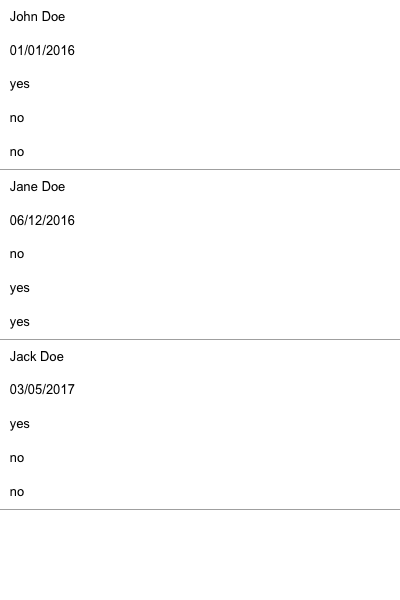 John Doe
01/01/2016
yes
no
no
Jane Doe
06/12/2016
no
yes
yes
Jack Doe
03/05/2017
yes
no
no